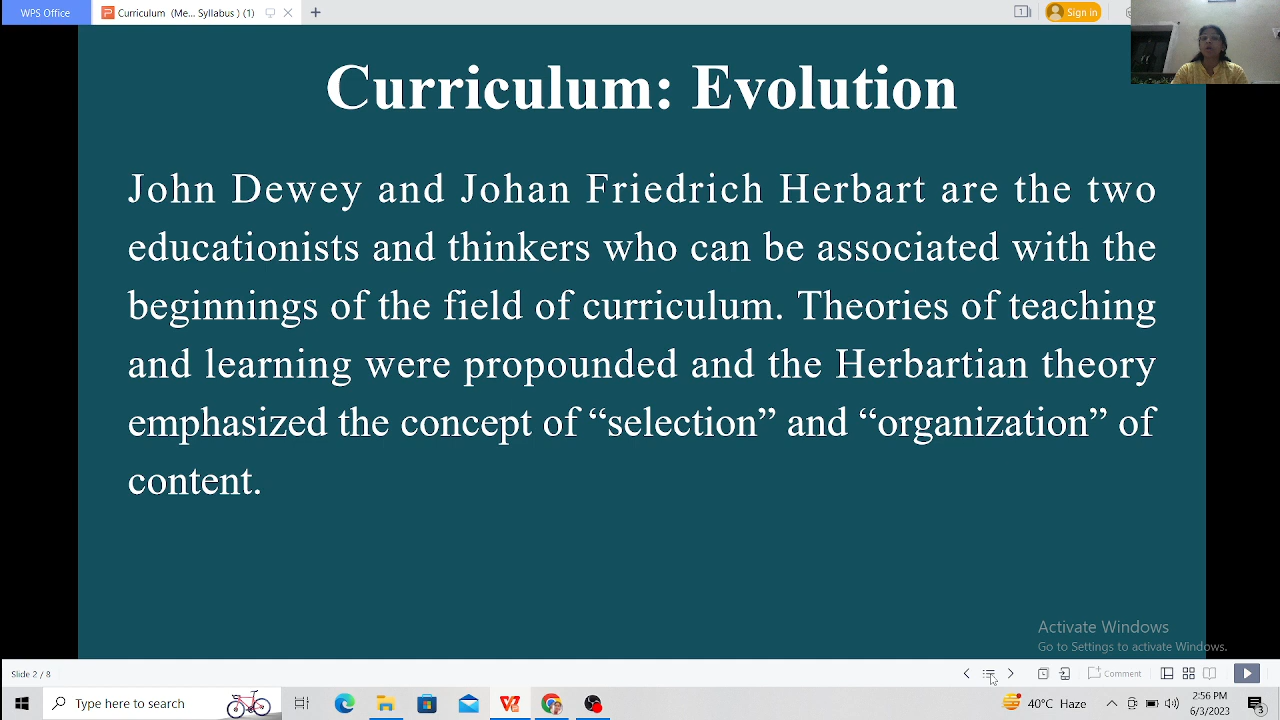 WPS Office
Curriculum (Me... Syllabus ) (1)
1
Sign in
Curriculum: Evolution
John Dewey and Johan Friedrich Herbart are the two
educationists and thinkers who can be associated with the
beginnings of the field of curriculum. Theories of teaching
and learning were propounded and the Herbartian theory
emphasized the concept of “selection” and “organization” of
content.
Activate Windows
Go to Settings to activate Windows.
Slide 2 / 8
Comment
Type here to search
40°C Haze
2:56 PM
6/3/2023
3